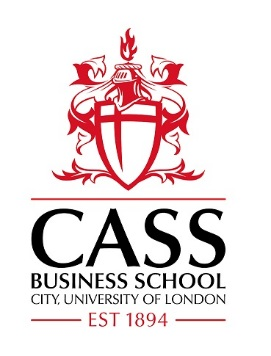 CASS
BUSINESS SCHOOL
CITY, UNIVERSITY OF LONDON
EST 1894